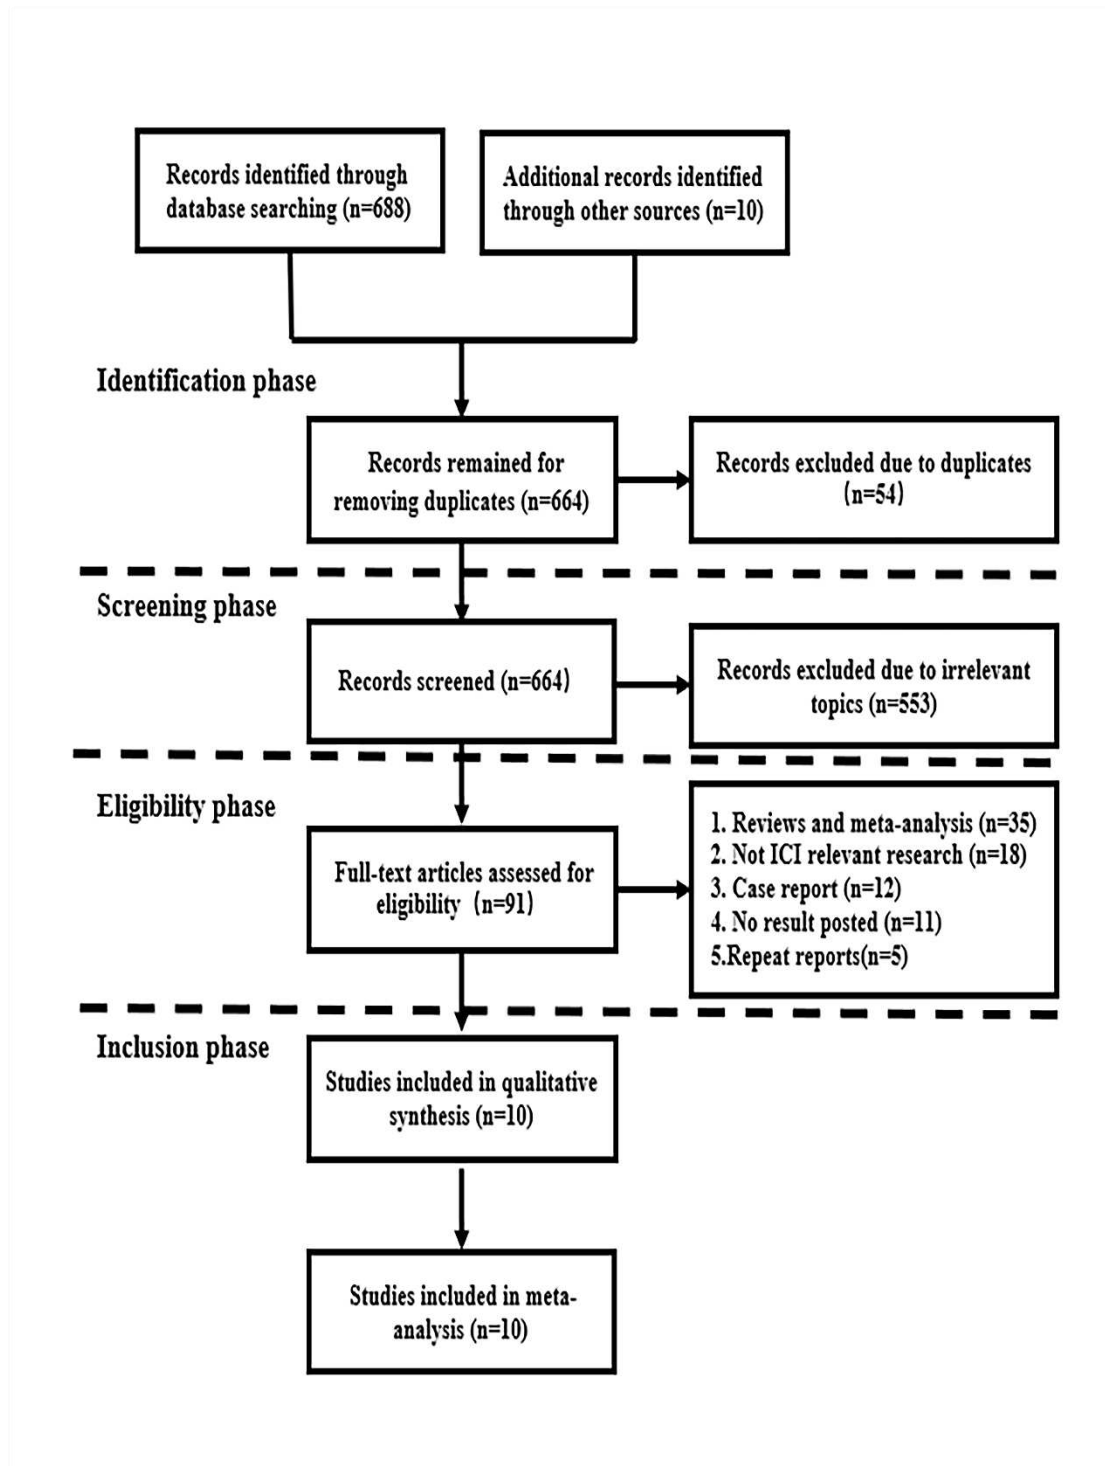 Records identified through
database searching (n=688)
Additional records identified
through other sources (n=10)
Identification phase
Records remained for
removing duplicates (n=664)
Records excluded due to duplicates
(n=54)
Screening phase
Records screened (n=664)
Records excluded due to irrelevant
topics (n=553)
Eligibility phase
Full-text articles assessed for
eligibility (n=91)
1. Reviews and meta-analysis (n=35)
2. Not ICI relevant research (n=18)
3. Case report (n=12)
4. No result posted (n=11)
5.Repeat reports(n=5)
Inclusion phase
Studies included in qualitative
synthesis (n=10)
Studies included in meta-
analysis (n=10)